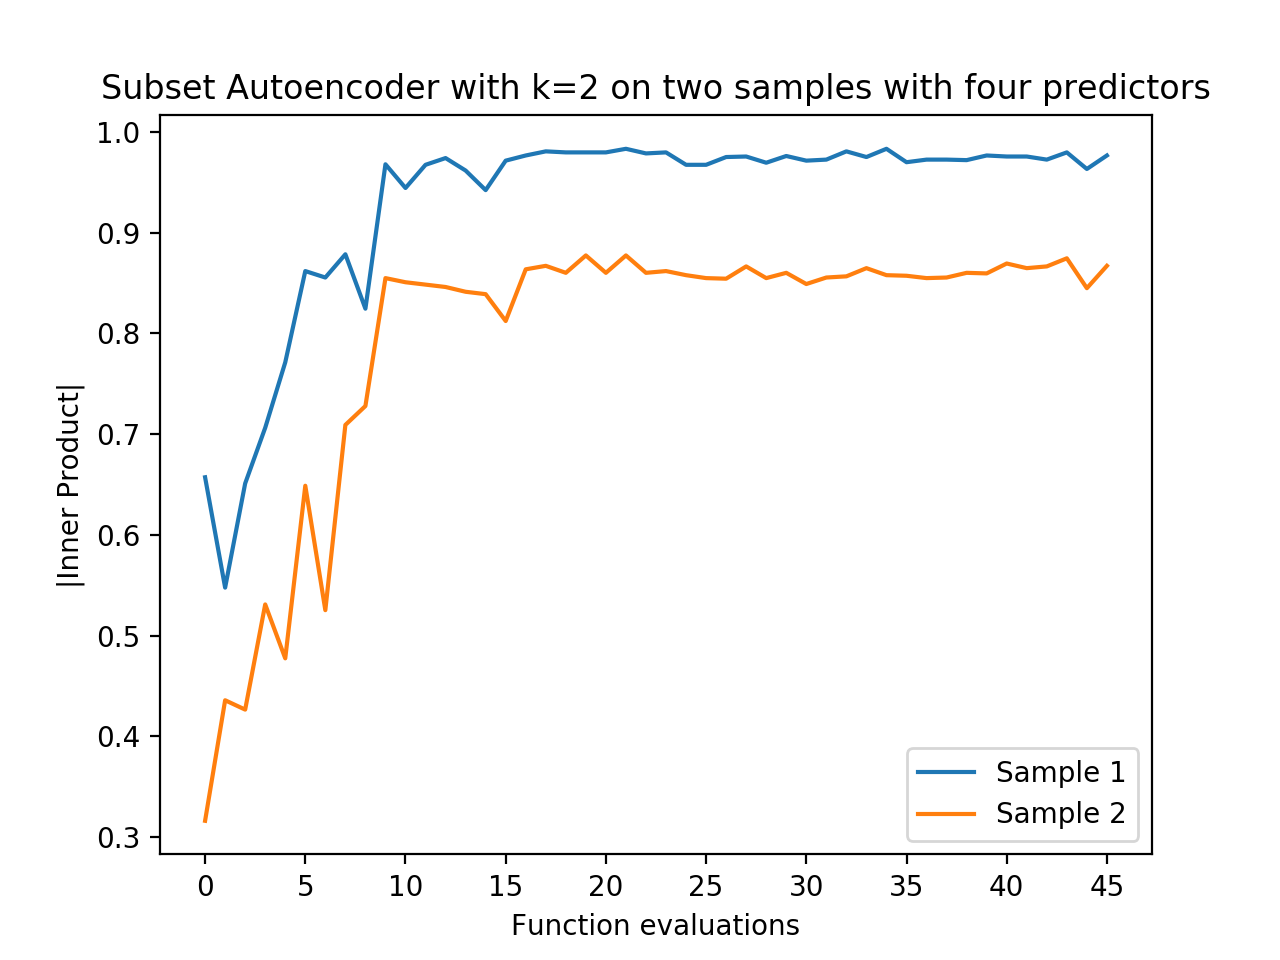 Subset Autoencoder with k=2 on two samples with four predictors
1.0
0.9
0.8
0.7
0.6
0.5
0.4
0.3
|Inner Product|
Sample 1
Sample 2
0 5 10 15 20 25 30 35 40 45
Function evaluations